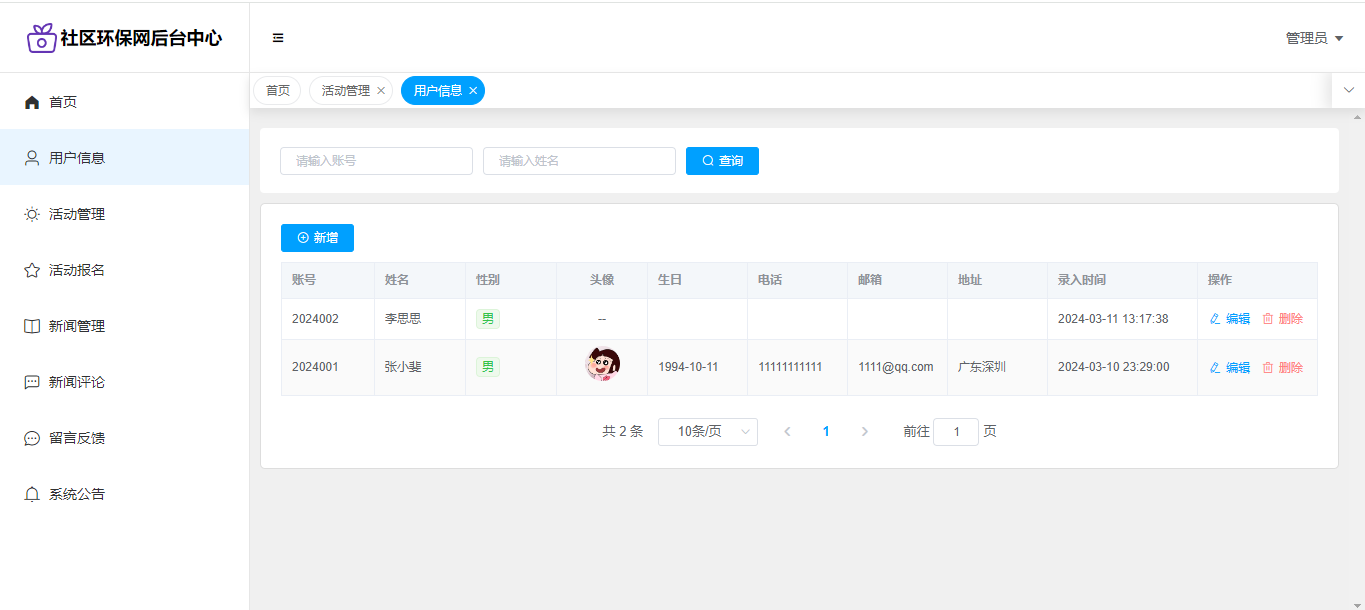 社区环保网后台中心
管理员
首页
用户信息
活动管理
活动报名
新闻管理
新闻评论
留言反馈
系统公告
首页 活动管理 用户信息
请输入账号 请输入姓名 查询
新增
账号 姓名 性别 头像 生日 电话 邮箱 地址 录入时间 操作
2024002 李思思 男 -- 2024-03-11 13:17:38 编辑 删除
2024001 张小斐 男 1994-10-11 11111111111 1111@qq.com 广东深圳 2024-03-10 23:29:00 编辑 删除
共 2 条 10条/页 1 前往 1 页